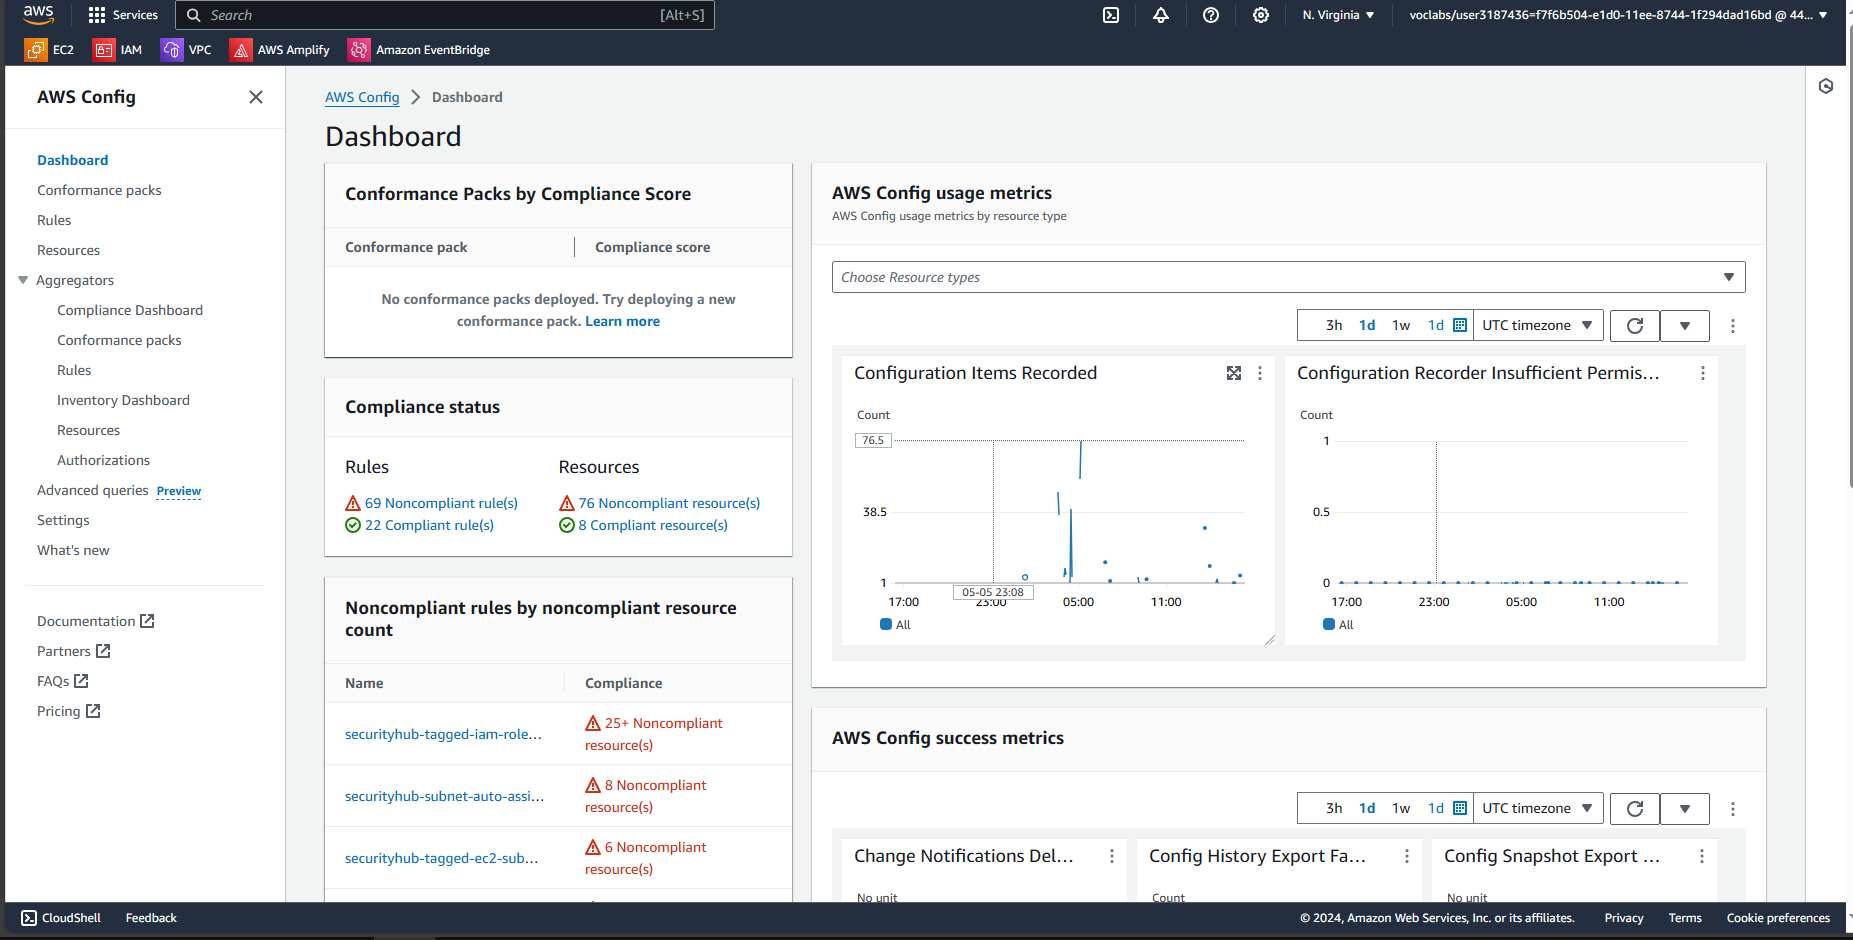 aws
Services
Search
[Alt+S]
N. Virginia
voclabs/user3187436=f7f6b504-e1d0-11ee-8744-1f294dad16bd @ 44...
EC2
IAM
VPC
AWS Amplify
Amazon EventBridge
AWS Config
Dashboard
Conformance packs
Rules
Resources
Aggregators
Compliance Dashboard
Conformance packs
Rules
Inventory Dashboard
Resources
Authorizations
Advanced queries Preview
Settings
What's new
Documentation
Partners
FAQs
Pricing
AWS Config > Dashboard
Dashboard
Conformance Packs by Compliance Score
Conformance pack
Compliance score
No conformance packs deployed. Try deploying a new
conformance pack. Learn more
Compliance status
Rules
Resources
69 Noncompliant rule(s)
76 Noncompliant resource(s)
22 Compliant rule(s)
8 Compliant resource(s)
Noncompliant rules by noncompliant resource
count
Name
Compliance
securityhub-tagged-iam-role...
25+ Noncompliant
resource(s)
securityhub-subnet-auto-assi...
8 Noncompliant
resource(s)
securityhub-tagged-ec2-sub...
6 Noncompliant
resource(s)
AWS Config usage metrics
AWS Config usage metrics by resource type
Choose Resource types
3h 1d 1w 1d UTC timezone
Configuration Items Recorded
Count
76.5
38.5
1
05-05 23:08
17:00 23:00 05:00 11:00
All
Configuration Recorder Insufficient Permis...
Count
1
0.5
0
17:00 23:00 05:00 11:00
All
AWS Config success metrics
3h 1d 1w 1d UTC timezone
Change Notifications Del...
No unit
Config History Export Fa...
Count
Config Snapshot Export ...
No unit
CloudShell
Feedback
© 2024, Amazon Web Services, Inc. or its affiliates.
Privacy
Terms
Cookie preferences